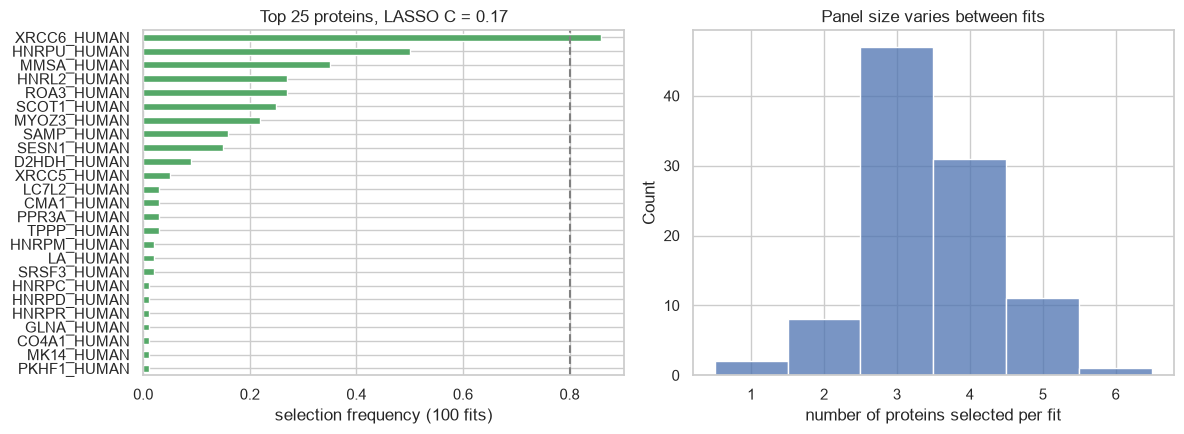 Top 25 proteins, LASSO C = 0.17
XRCC6_HUMAN
HNRPU_HUMAN
MMSA_HUMAN
HNRL2_HUMAN
ROA3_HUMAN
SCOT1_HUMAN
MYOZ3_HUMAN
SAMP_HUMAN
SESN1_HUMAN
D2HDH_HUMAN
XRCC5_HUMAN
LC7L2_HUMAN
CMA1_HUMAN
PPR3A_HUMAN
TPPP_HUMAN
HNRPM_HUMAN
LA_HUMAN
SRSF3_HUMAN
HNRPC_HUMAN
HNRPD_HUMAN
HNRPR_HUMAN
GLNA_HUMAN
CO4A1_HUMAN
MK14_HUMAN
PKHF1_HUMAN
0.0 0.2 0.4 0.6 0.8
selection frequency (100 fits)
Panel size varies between fits
Count
40
30
20
10
0
1 2 3 4 5 6
number of proteins selected per fit